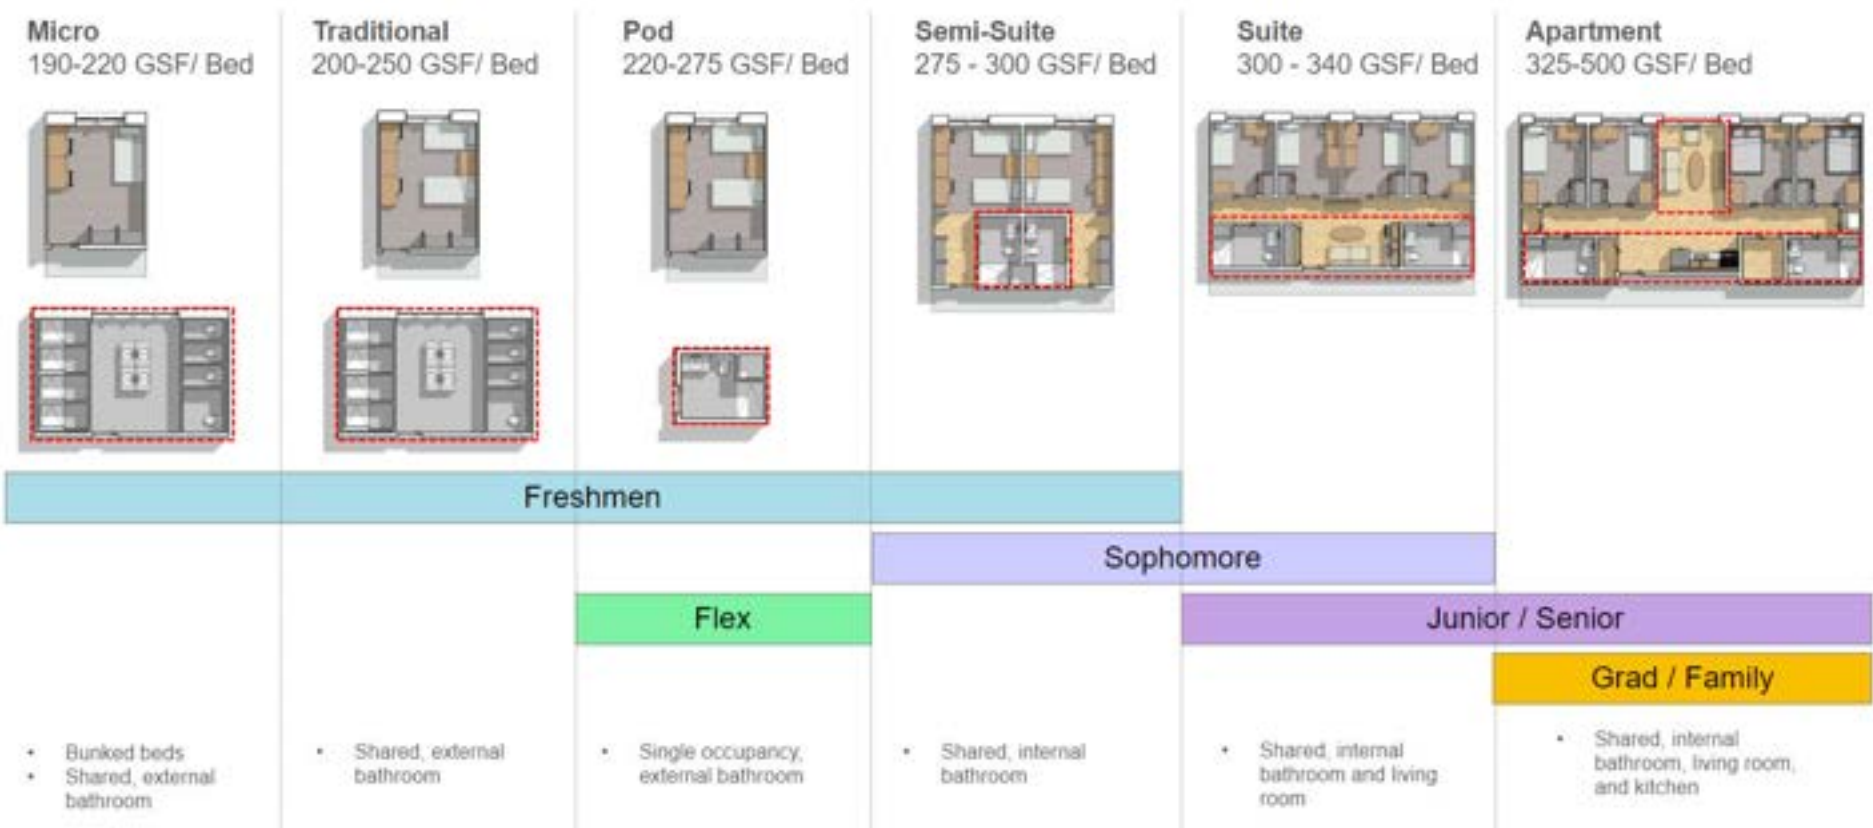 Micro
190-220 GSF/ Bed
Traditional
200-250 GSF/ Bed
Pod
220-275 GSF/ Bed
Semi-Suite
275 - 300 GSF/ Bed
Suite
300 - 340 GSF/ Bed
Apartment
325-500 GSF/ Bed
Freshmen
Sophomore
Flex
Junior / Senior
Grad / Family
• Bunked beds
• Shared, external
bathroom
• Shared, external
bathroom
• Single occupancy,
external bathroom
• Shared, internal
bathroom
• Shared, internal
bathroom and living
room
• Shared, internal
bathroom, living room,
and kitchen